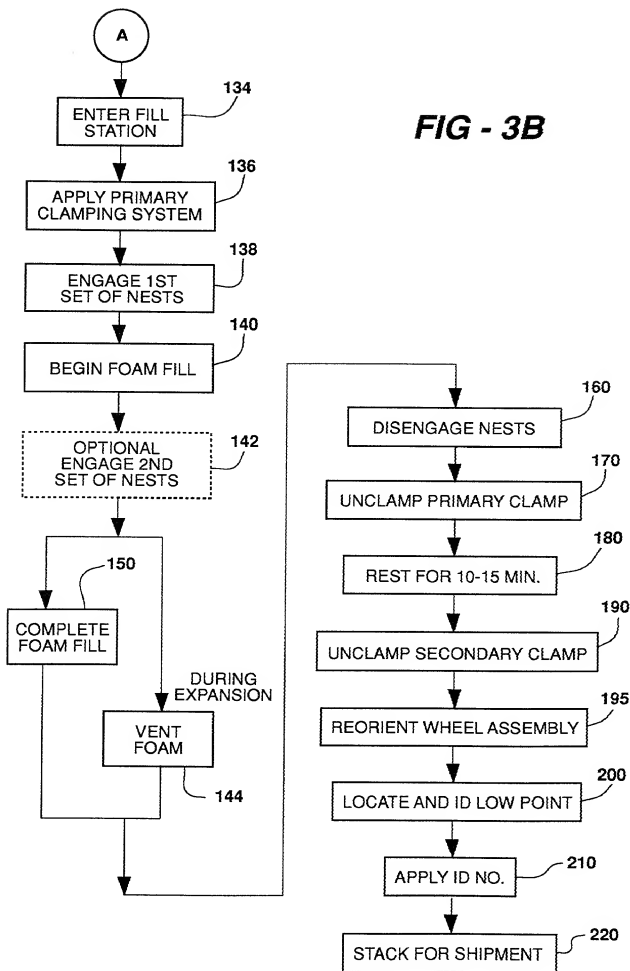 A
134
ENTER FILL
STATION
FIG - 3B
136
APPLY PRIMARY
CLAMPING SYSTEM
138
ENGAGE 1ST
SET OF NESTS
140
BEGIN FOAM FILL
142
OPTIONAL
ENGAGE 2ND
SET OF NESTS
150
COMPLETE
FOAM FILL
DURING
EXPANSION
VENT
FOAM
144
160
DISENGAGE NESTS
170
UNCLAMP PRIMARY CLAMP
180
REST FOR 10-15 MIN.
190
UNCLAMP SECONDARY CLAMP
195
REORIENT WHEEL ASSEMBLY
200
LOCATE AND ID LOW POINT
210
APPLY ID NO.
220
STACK FOR SHIPMENT